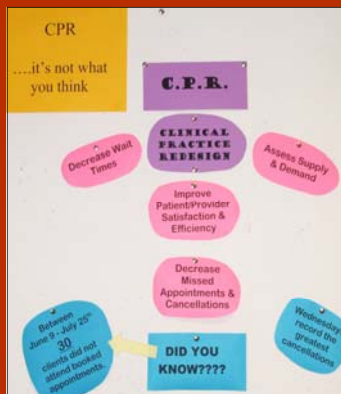 CPR
....it's not what
you think
C.P.R.
CLINICAL
PRACTICE
REDESIGN
Decrease Wait
Times
Assess Supply
& Demand
Improve
Patient/Provider
Satisfaction &
Efficiency
Decrease
Missed
Appointments &
Cancellations
Between
June 9 - July 25th
30
clients did not
attend booked
appointments.
DID YOU
KNOW????
Wednesday
record the
greatest
cancellations